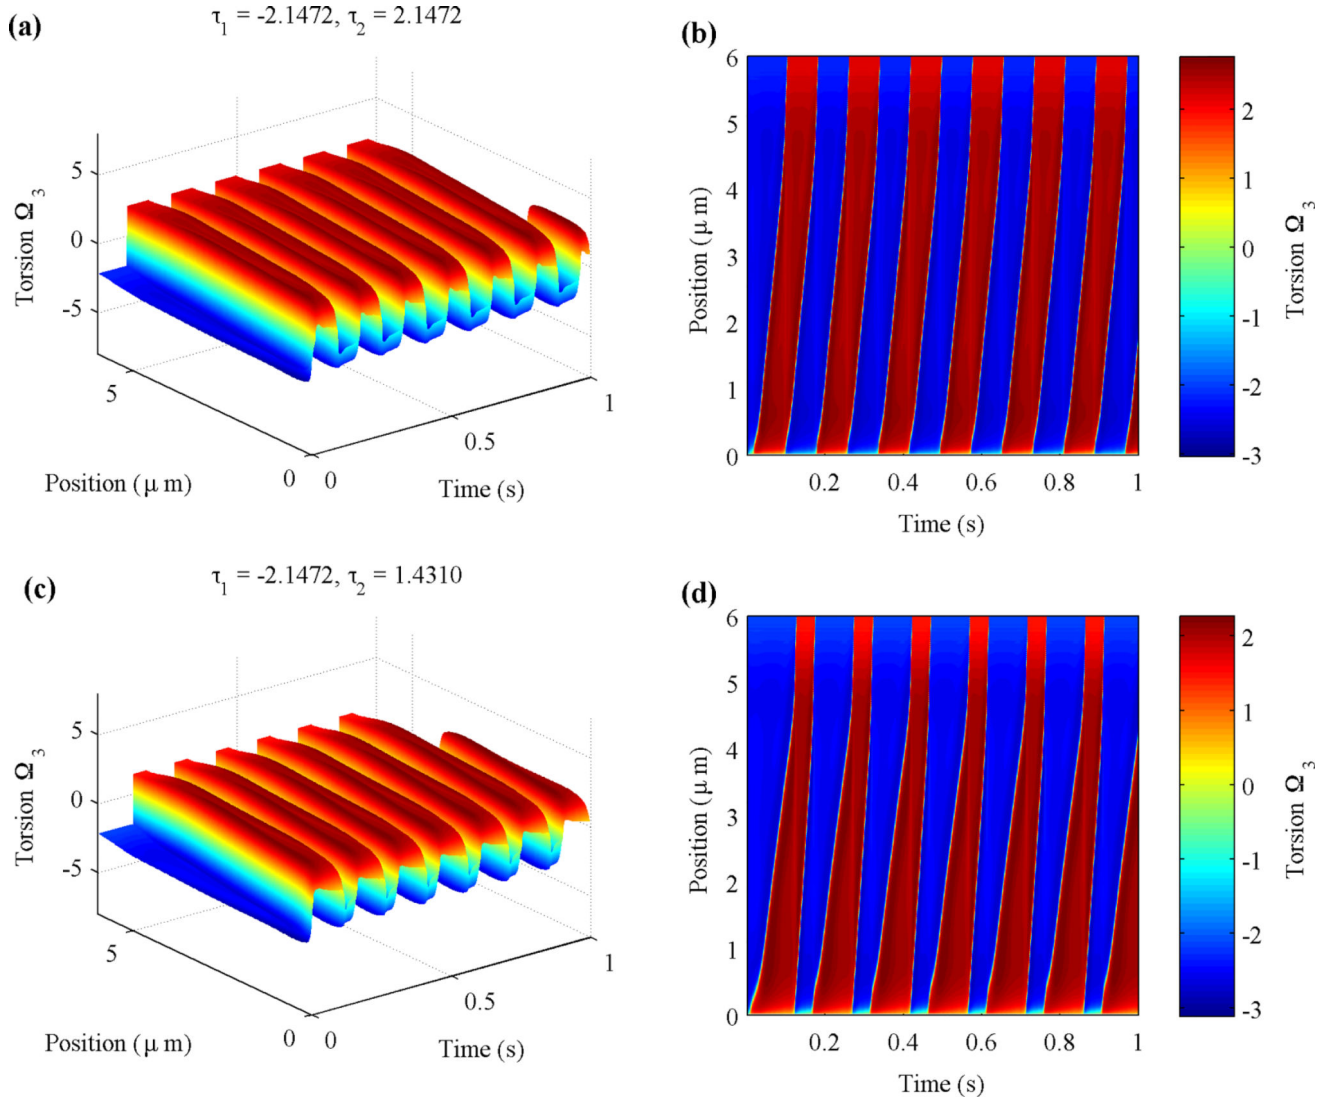 (a)
τ1 = -2.1472, τ2 = 2.1472
Torsion Ω 3
5
0
-5
5
0
Position (μ m)
0
0.5
1
Time (s)
(b)
6
5
4
3
2
1
0
Position (μ m)
0.2 0.4 0.6 0.8 1
Time (s)
2
1
0
-1
-2
-3
Torsion Ω 3
(c)
τ1 = -2.1472, τ2 = 1.4310
Torsion Ω 3
5
0
-5
5
0
Position (μ m)
0
0.5
1
Time (s)
(d)
6
5
4
3
2
1
0
Position (μ m)
0.2 0.4 0.6 0.8 1
Time (s)
2
1
0
-1
-2
-3
Torsion Ω 3